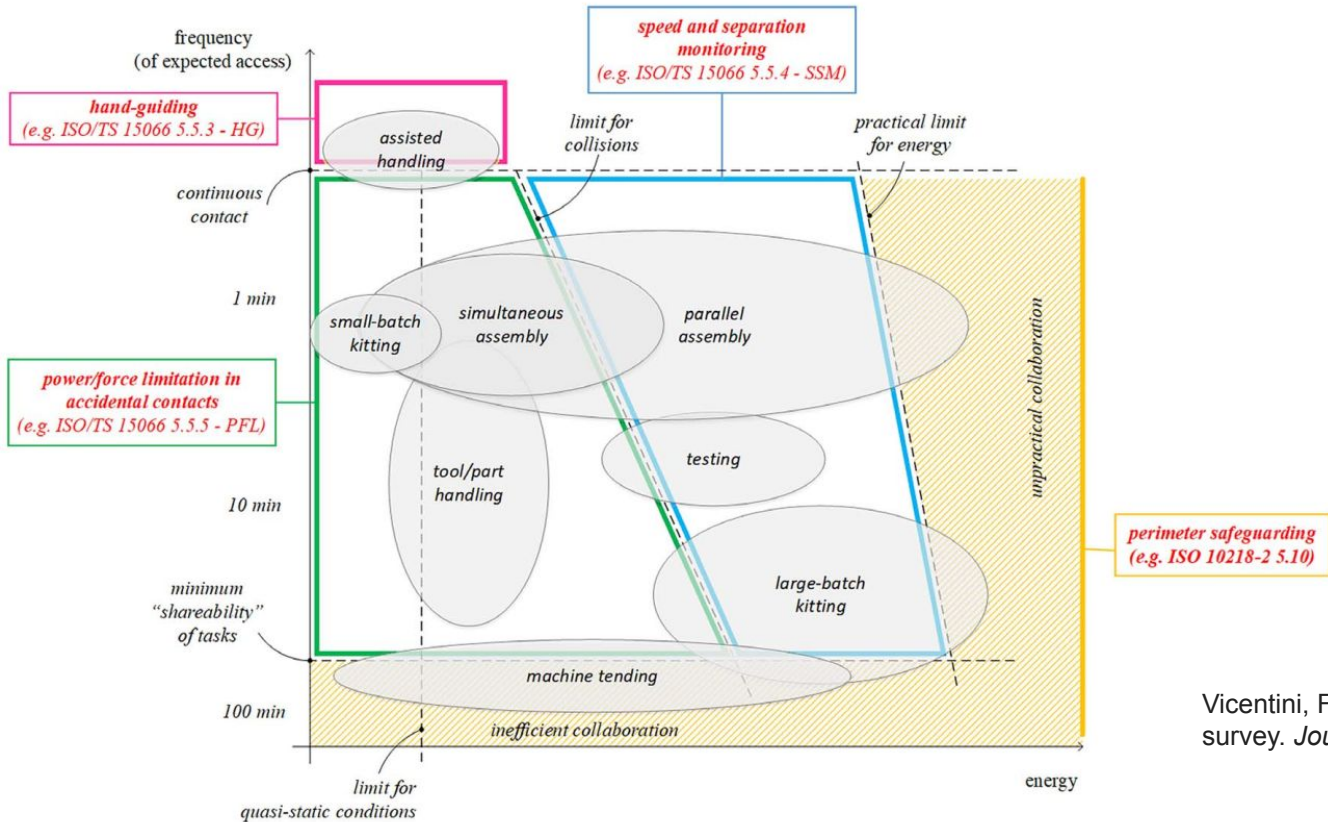 frequency
(of expected access)
speed and separation
monitoring
(e.g. ISO/TS 15066 5.5.4 - SSM)
hand-guiding
(e.g. ISO/TS 15066 5.5.3 - HG)
assisted
handling
limit for
collisions
practical limit
for energy
continuous
contact
1 min
small-batch
kitting
simultaneous
assembly
parallel
assembly
unpractical collaboration
power/force limitation in
accidental contacts
(e.g. ISO/TS 15066 5.5.5 - PFL)
tool/part
handling
testing
10 min
perimeter safeguarding
(e.g. ISO 10218-2 5.10)
large-batch
kitting
minimum
“shareability”
of tasks
machine tending
100 min
inefficient collaboration
limit for
quasi-static conditions
energy
Vicentini, F
survey. Jou